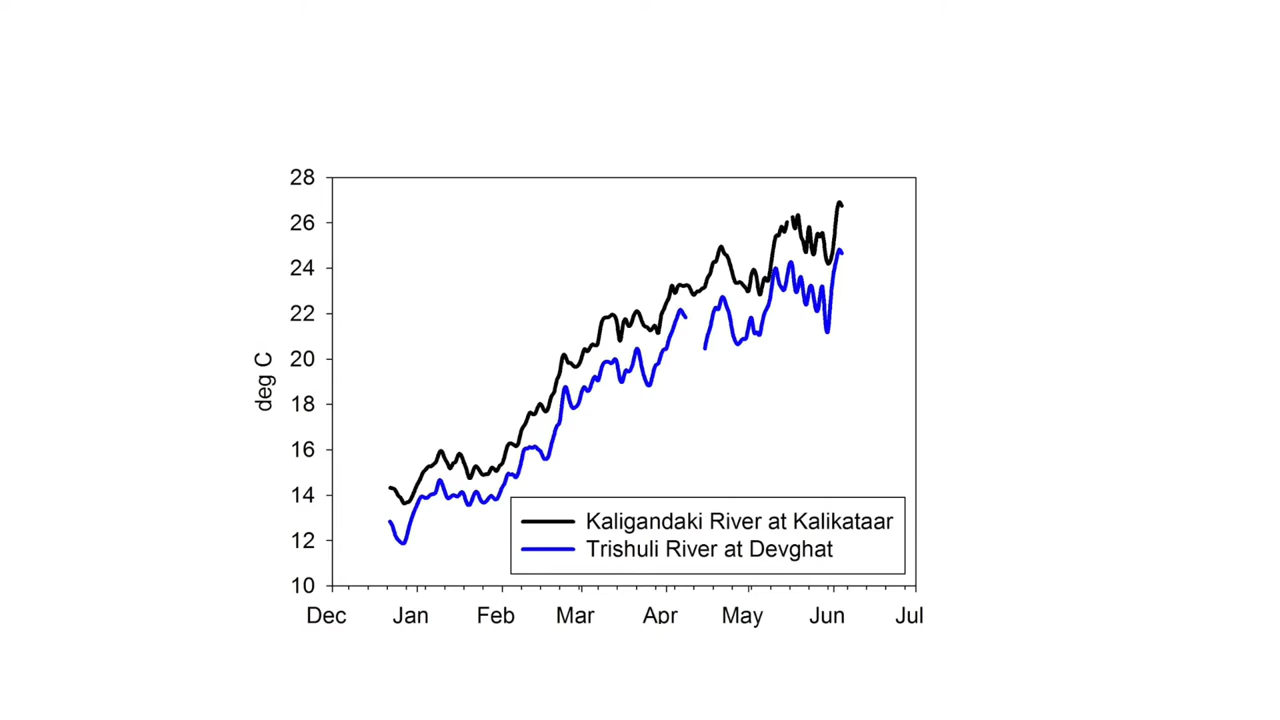 28
26
24
22
20
18
16
14
12
10
deg C
Dec Jan Feb Mar Apr May Jun Jul
Kaligandaki River at Kalikataar
Trishuli River at Devghat